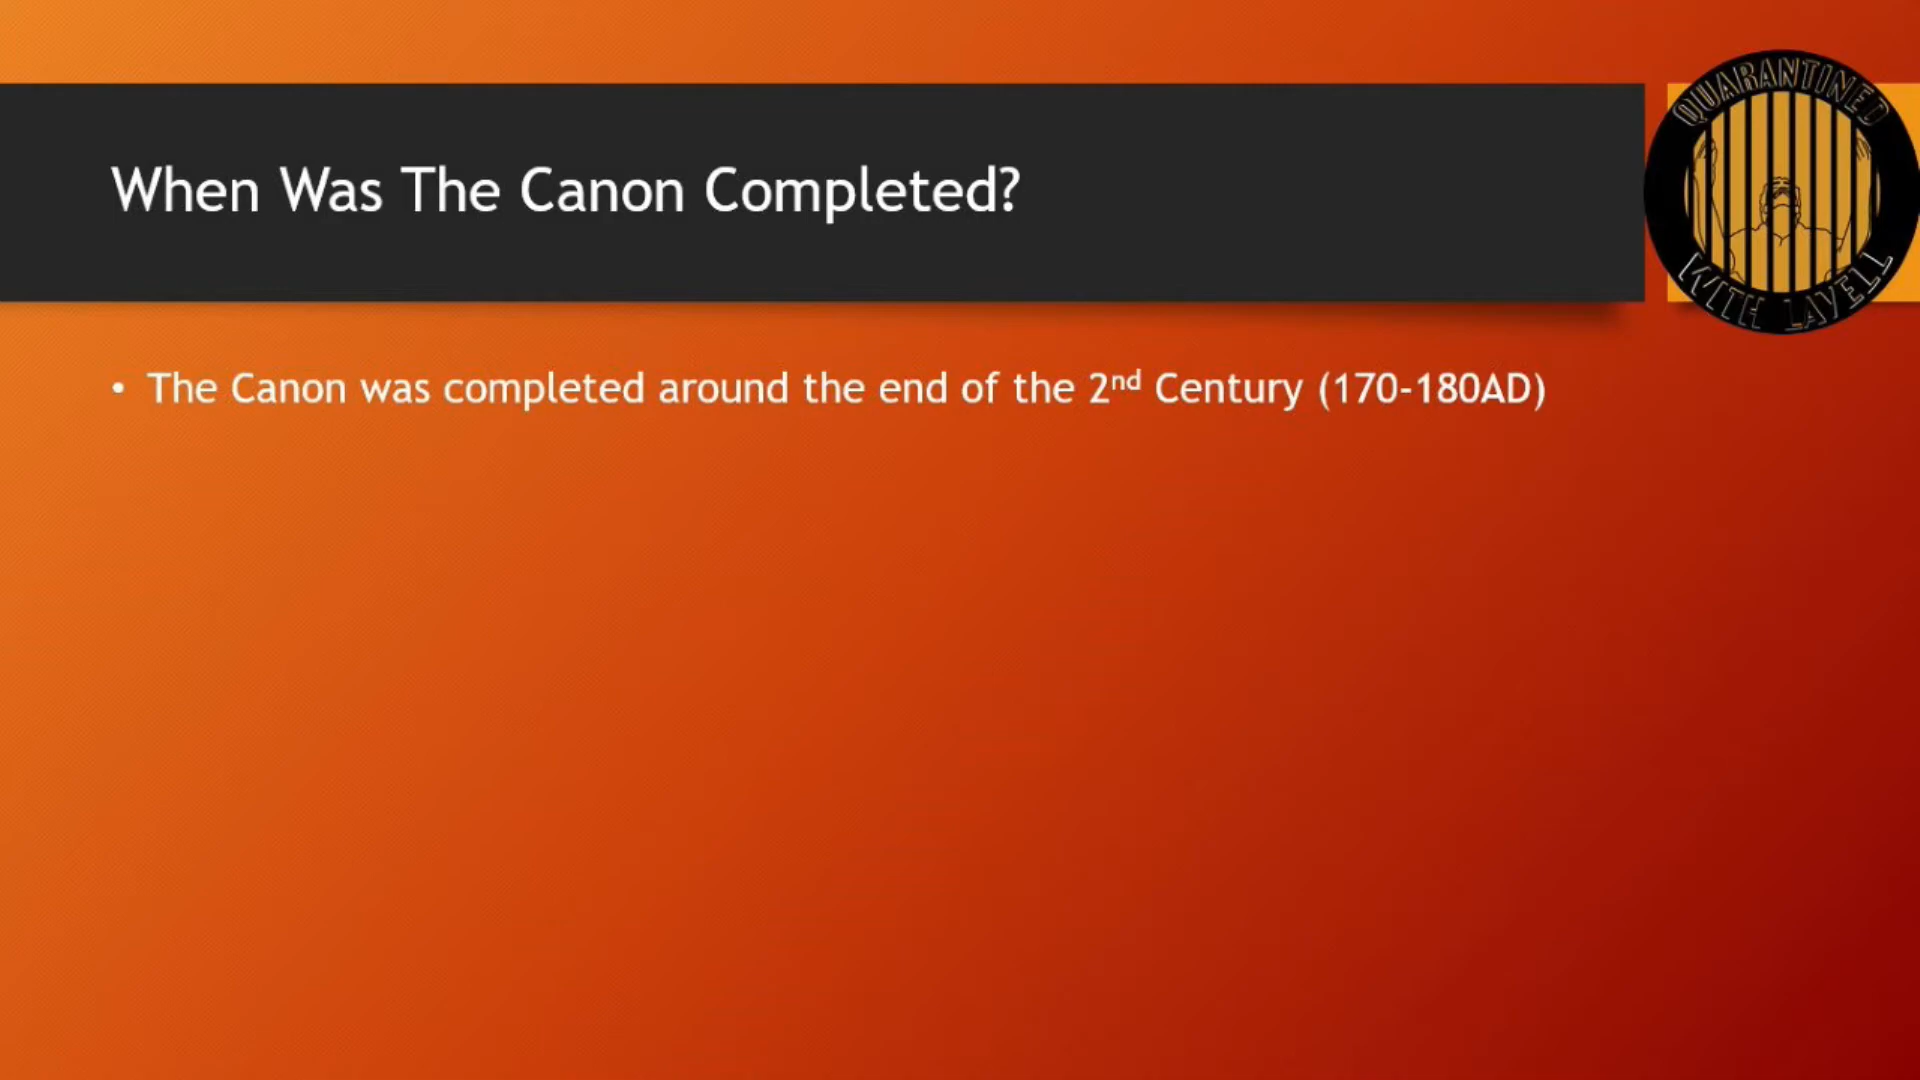 QUARANTINED
When Was The Canon Completed?
WITH LAYELL
• The Canon was completed around the end of the 2nd Century (170-180AD)